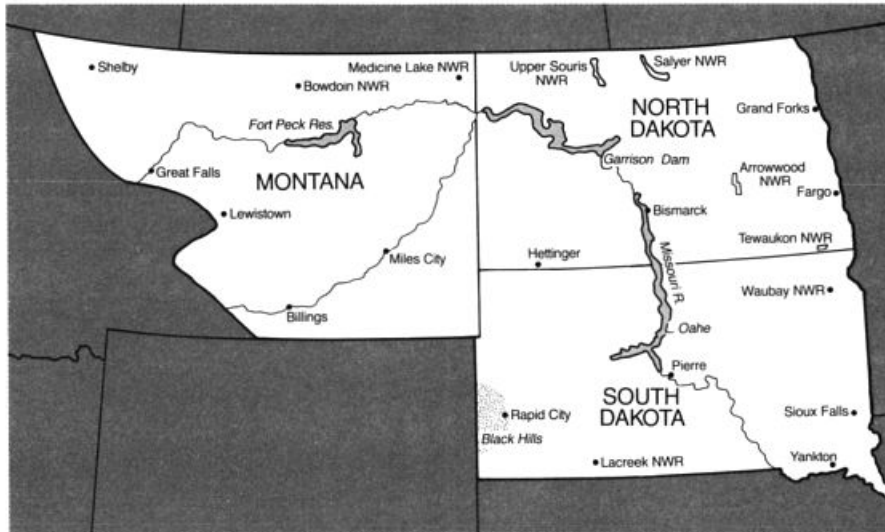 Shelby
Medicine Lake NWR
Bowdoin NWR
Fort Peck Res.
Great Falls
MONTANA
Lewistown
Miles City
Billings
Upper Souris
NWR
Salyer NWR
NORTH
DAKOTA
Grand Forks
Garrison Dam
Arrowwood
NWR
Fargo
Bismarck
Tewaukon NWR
Hettinger
Missouri R.
Waubay NWR
L. Oahe
Pierre
SOUTH
DAKOTA
Rapid City
Black Hills
Sioux Falls
Lacreek NWR
Yankton